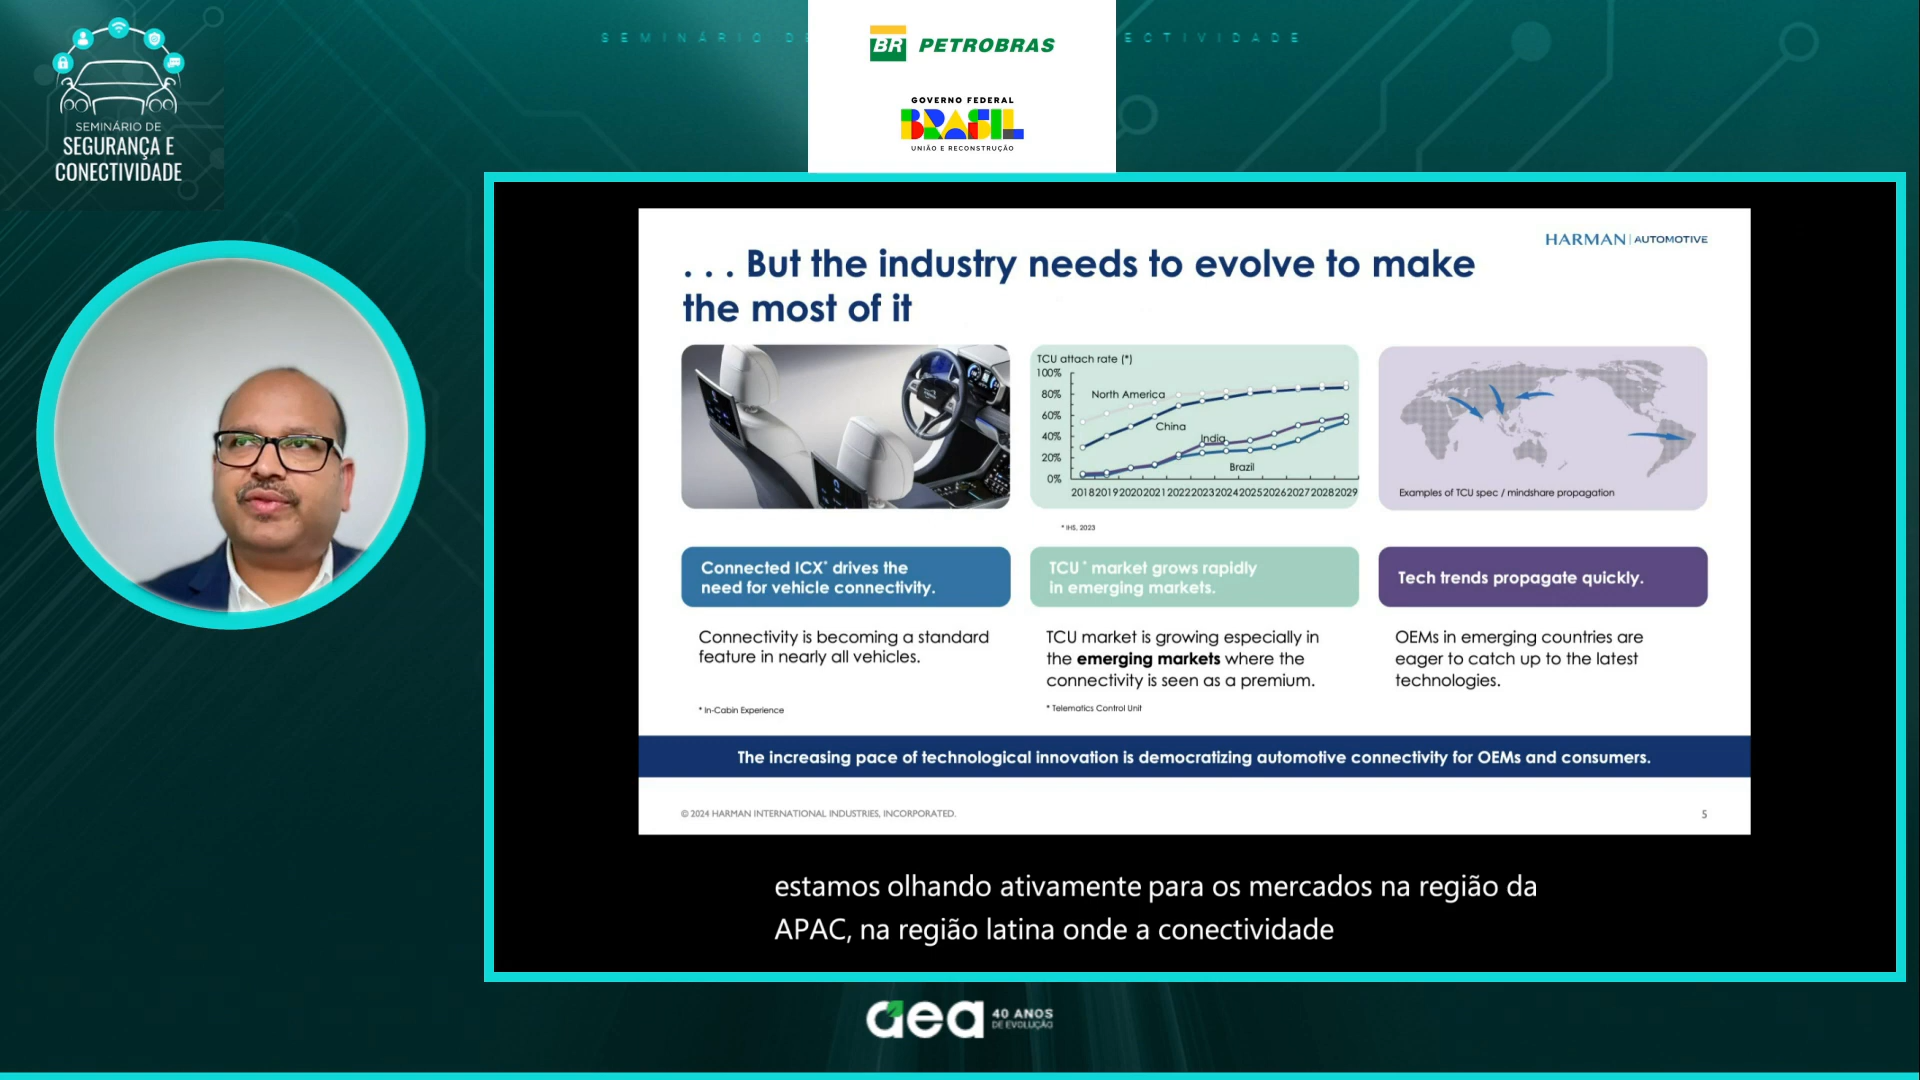 SEMINÁRIO DE
ECTIVIDADE
BR PETROBRAS
GOVERNO FEDERAL
BRASIL
UNIÃO E RECONSTRUÇÃO
SEMINÁRIO DE
SEGURANÇA E
CONECTIVIDADE
HARMAN | AUTOMOTIVE
. . . But the industry needs to evolve to make
the most of it
TCU attach rate (*)
100%
80%
60%
40%
20%
0%
North America
China
India
Brazil
2018 2019 2020 2021 2022 2023 2024 2025 2026 2027 2028 2029
* IHS, 2023
Examples of TCU spec / mindshare propagation
Connected ICX* drives the
need for vehicle connectivity.
Connectivity is becoming a standard
feature in nearly all vehicles.
* In-Cabin Experience
TCU * market grows rapidly
in emerging markets.
TCU market is growing especially in
the emerging markets where the
connectivity is seen as a premium.
* Telematics Control Unit
Tech trends propagate quickly.
OEMs in emerging countries are
eager to catch up to the latest
technologies.
The increasing pace of technological innovation is democratizing automotive connectivity for OEMs and consumers.
© 2024 HARMAN INTERNATIONAL INDUSTRIES, INCORPORATED.
5
estamos olhando ativamente para os mercados na região da
APAC, na região latina onde a conectividade
aea 40 ANOS
DE EVOLUÇÃO